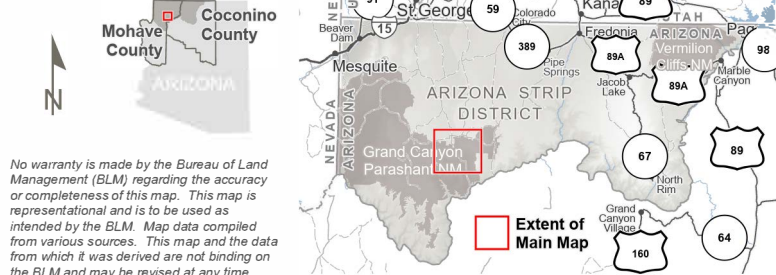 Coconino
County
Mohave
County
ARIZONA
N
No warranty is made by the Bureau of Land
Management (BLM) regarding the accuracy
or completeness of this map. This map is
representational and is to be used as
intended by the BLM. Map data compiled
from various sources. This map and the data
from which it was derived are not binding on
the BLM and may be revised at any time
St.George
59
Colorado
City
89
UTAH
Beaver
Dam
15
389
Fredonia
ARIZONA
98
Mesquite
Pipe
Springs
89A
Vermilion
Cliffs NM
Marble
Canyon
Jacob
Lake
89A
NEVADA
ARIZONA
ARIZONA STRIP
DISTRICT
Grand Canyon
Parashant NM
67
89
North
Rim
Grand
Canyon
Village
Extent of
Main Map
160
64